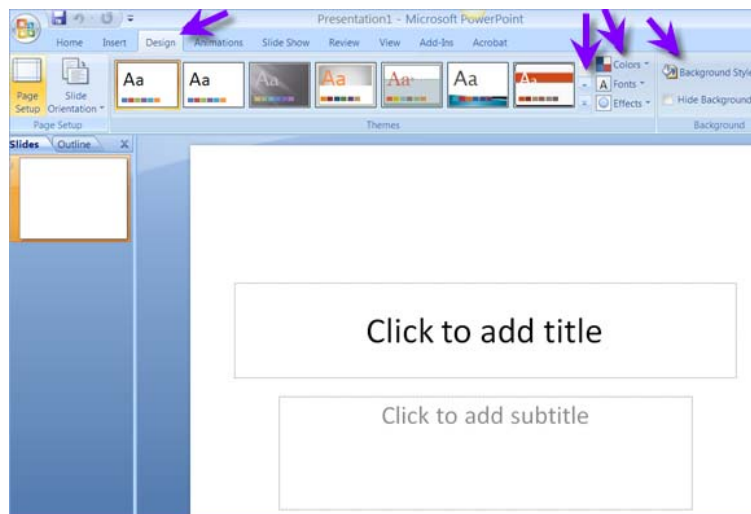 Presentation1 - Microsoft PowerPoint
Home Insert Design Animations Slide Show Review View Add-Ins Acrobat
Page Setup
Slide Orientation
Aa Aa Aa Aa Aa Aa Aa
Colors
Fonts
Effects
Background Style
Hide Background
Page Setup Themes Background
Slides Outline X
Click to add title
Click to add subtitle